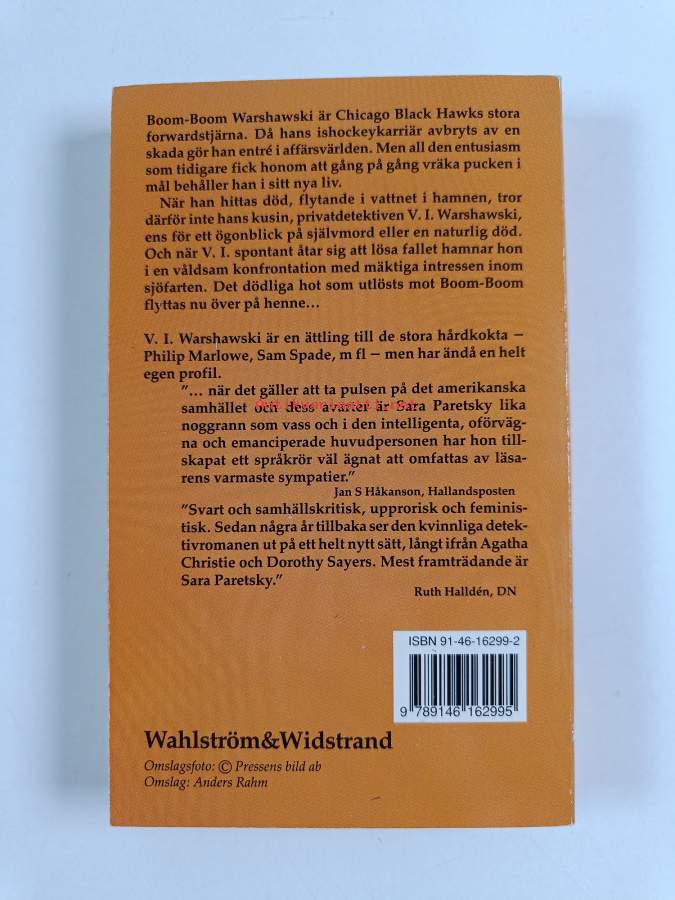 Boom-Boom Warshawski är Chicago Black Hawks stora
forwardstjärna. Då hans ishockeykarriär avbryts av en
skada gör han entré i affärsvärlden. Men all den entusiasm
som tidigare fick honom att gång på gång vräka pucken i
mål behåller han i sitt nya liv.
När han hittas död, flytande i vattnet i hamnen, tror
därför inte hans kusin, privatdetektiven V. I. Warshawski,
ens för ett ögonblick på självmord eller en naturlig död.
Och när V. I. spontant åtar sig att lösa fallet hamnar hon
i en våldsam konfrontation med mäktiga intressen inom
sjöfarten. Det dödliga hot som utlösts mot Boom-Boom
flyttas nu över på henne...
V. I. Warshawski är en ättling till de stora hårdkokta –
Philip Marlowe, Sam Spade, m fl – men har ändå en helt
egen profil.
”... när det gäller att ta pulsen på det amerikanska
samhället och dess avarter är Sara Paretsky lika
noggrann som vass och i den intelligenta, oförväg-
na och emanciperade huvudpersonen har hon till-
skapat ett språkrör väl ägnat att omfattas av läsa-
rens varmaste sympatier.”
Jan S Håkanson, Hallandsposten
”Svart och samhällskritisk, upprorisk och feminis-
tisk. Sedan några år tillbaka ser den kvinnliga detek-
tivromanen ut på ett helt nytt sätt, långt ifrån Agatha
Christie och Dorothy Sayers. Mest framträdande är
Sara Paretsky.”
Ruth Halldén, DN
ISBN 91-46-16299-2
9 789146 162995
Wahlström&Widstrand
Omslagsfoto: © Pressens bild ab
Omslag: Anders Rahm